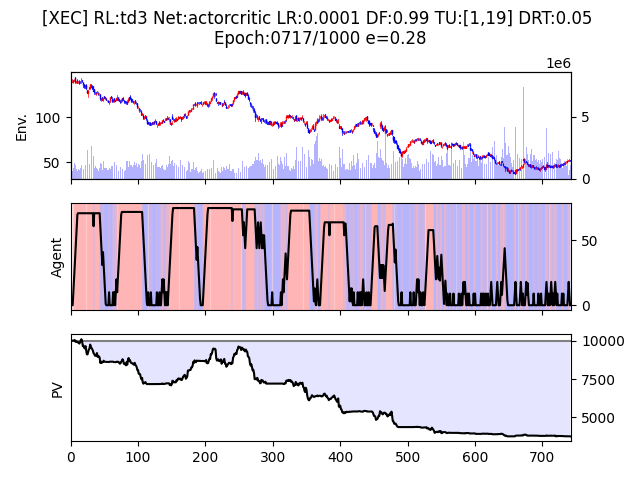 [XEC] RL:td3 Net:actorcritic LR:0.0001 DF:0.99 TU:[1,19] DRT:0.05
Epoch:0717/1000 e=0.28
1e6
Env.
100
50
5
0
Agent
50
0
PV
10000
7500
5000
0 100 200 300 400 500 600 700